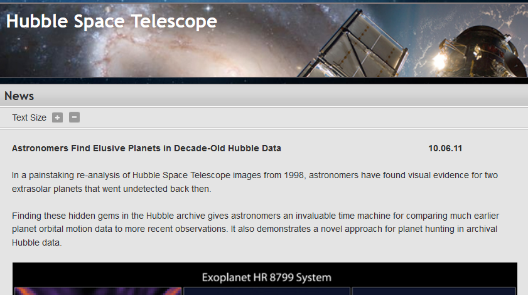 Hubble Space Telescope
News
Text Size + −
Astronomers Find Elusive Planets in Decade-Old Hubble Data 10.06.11
In a painstaking re-analysis of Hubble Space Telescope images from 1998, astronomers have found visual evidence for two
extrasolar planets that went undetected back then.
Finding these hidden gems in the Hubble archive gives astronomers an invaluable time machine for comparing much earlier
planet orbital motion data to more recent observations. It also demonstrates a novel approach for planet hunting in archival
Hubble data.
Exoplanet HR 8799 System